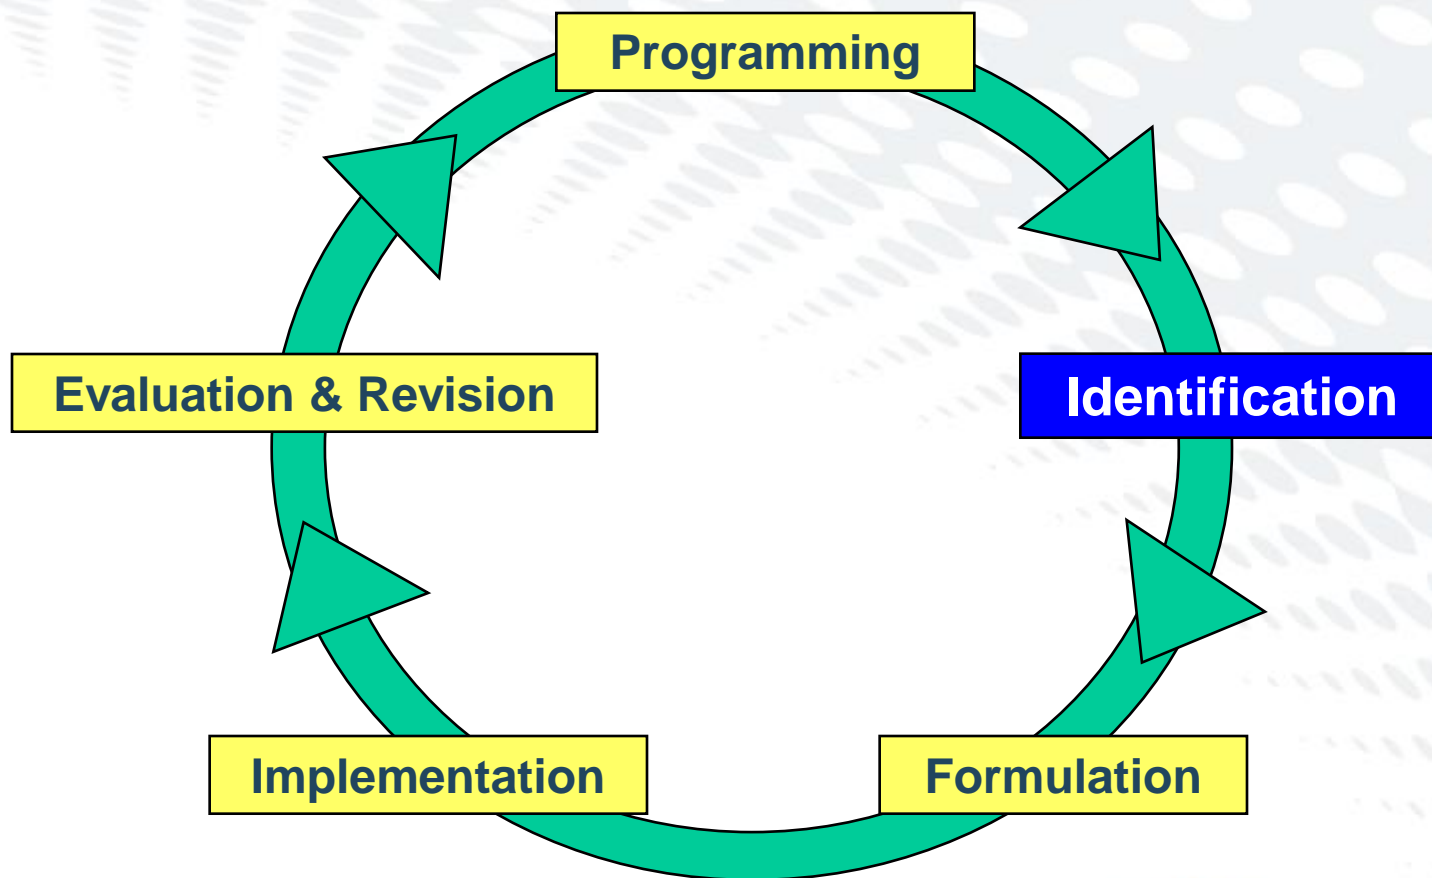 Programming
Identification
Formulation
Implementation
Evaluation & Revision